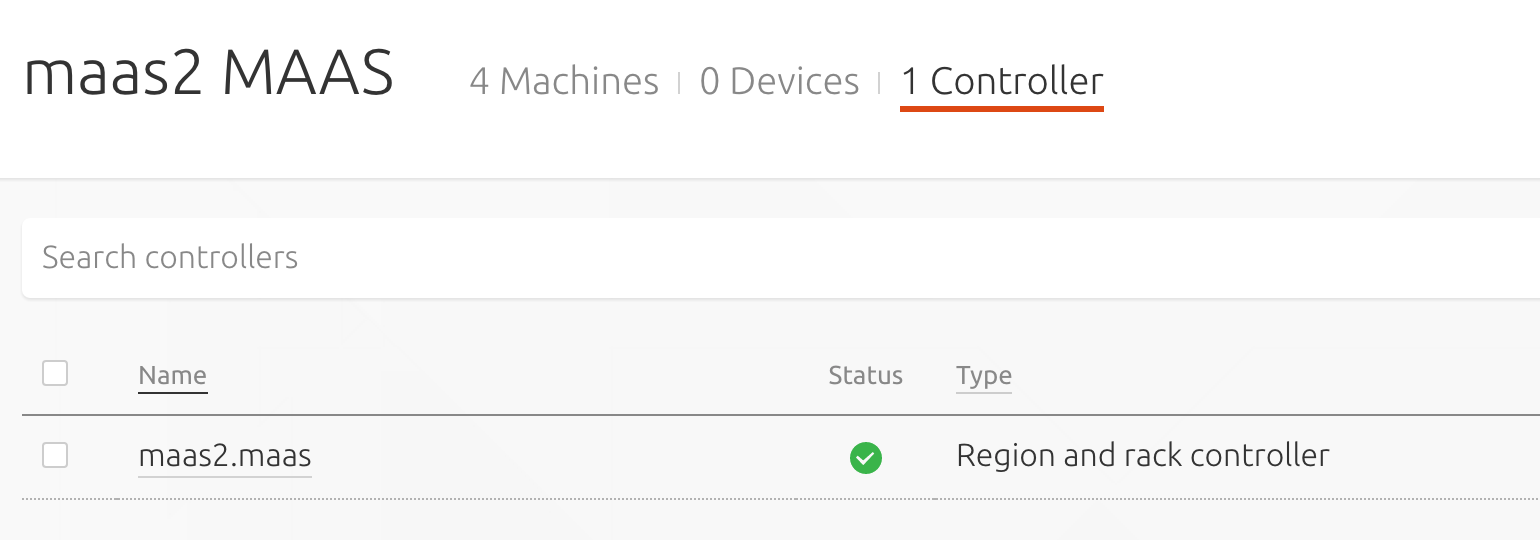 maas2 MAAS 4 Machines 0 Devices 1 Controller
Search controllers
Name Status Type
maas2.maas Region and rack controller